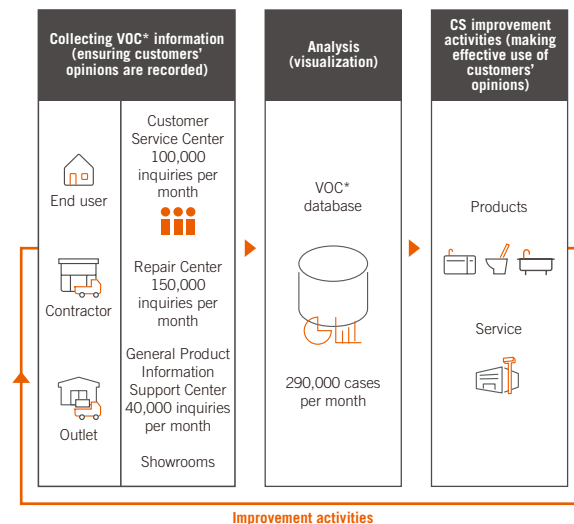 Collecting VOC* information
(ensuring customers’
opinions are recorded)
End user
Contractor
Outlet
Customer
Service Center
100,000
inquiries per
month
Repair Center
150,000
inquiries per
month
General Product
Information
Support Center
40,000 inquiries
per month
Showrooms
Analysis
(visualization)
VOC*
database
290,000 cases
per month
CS improvement
activities (making
effective use of
customers’
opinions)
Products
Service
Improvement activities